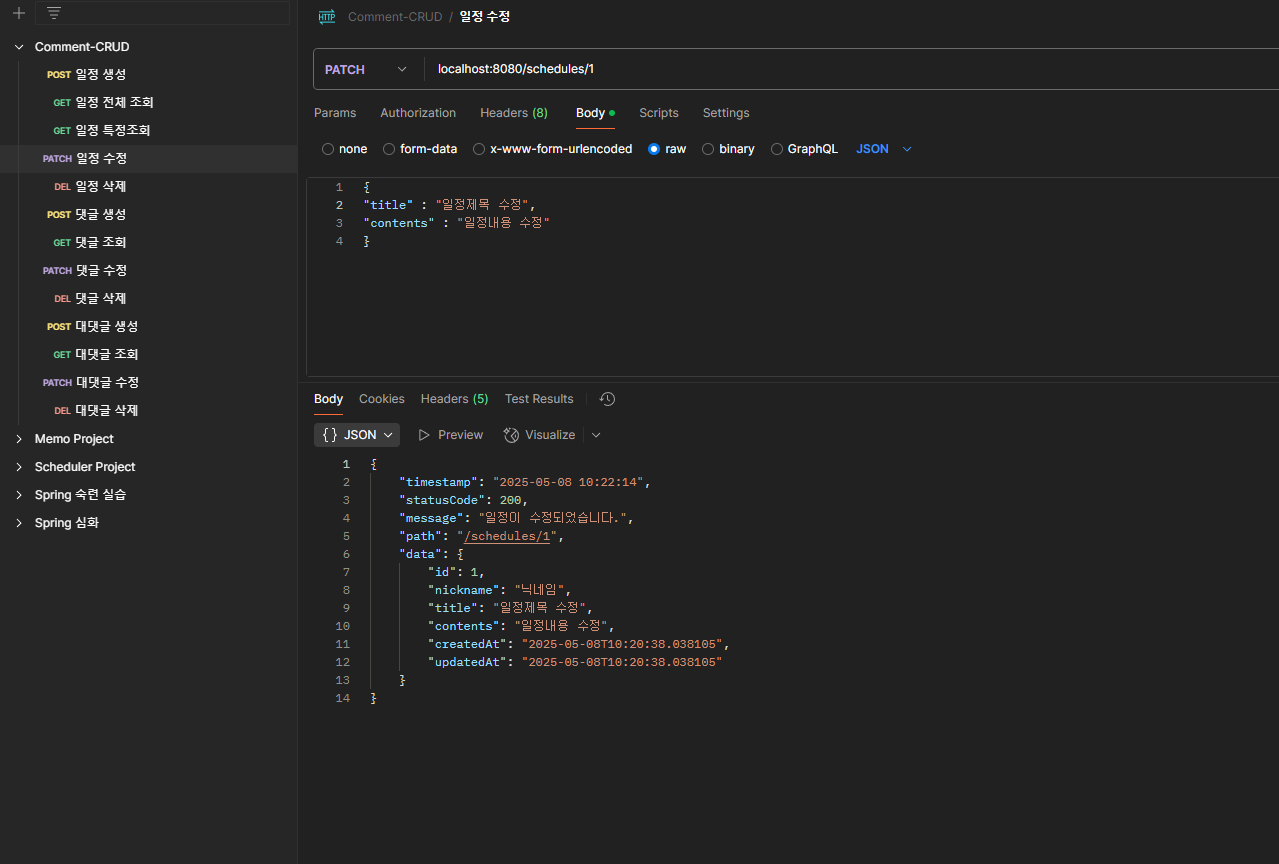 Comment-CRUD
POST 일정 생성
GET 일정 전체 조회
GET 일정 특정조회
PATCH 일정 수정
DEL 일정 삭제
POST 댓글 생성
GET 댓글 조회
PATCH 댓글 수정
DEL 댓글 삭제
POST 대댓글 생성
GET 대댓글 조회
PATCH 대댓글 수정
DEL 대댓글 삭제
Memo Project
Scheduler Project
Spring 숙련 실습
Spring 심화
HTTP Comment-CRUD / 일정 수정
PATCH localhost:8080/schedules/1
Params Authorization Headers (8) Body Scripts Settings
none form-data x-www-form-urlencoded raw binary GraphQL JSON
1 {
2 "title" : "일정제목 수정",
3 "contents" : "일정내용 수정"
4 }
Body Cookies Headers (5) Test Results
{} JSON Preview Visualize
1 {
2 "timestamp": "2025-05-08 10:22:14",
3 "statusCode": 200,
4 "message": "일정이 수정되었습니다.",
5 "path": "/schedules/1",
6 "data": {
7 "id": 1,
8 "nickname": "닉네임",
9 "title": "일정제목 수정",
10 "contents": "일정내용 수정",
11 "createdAt": "2025-05-08T10:20:38.038105",
12 "updatedAt": "2025-05-08T10:20:38.038105"
13 }
14 }